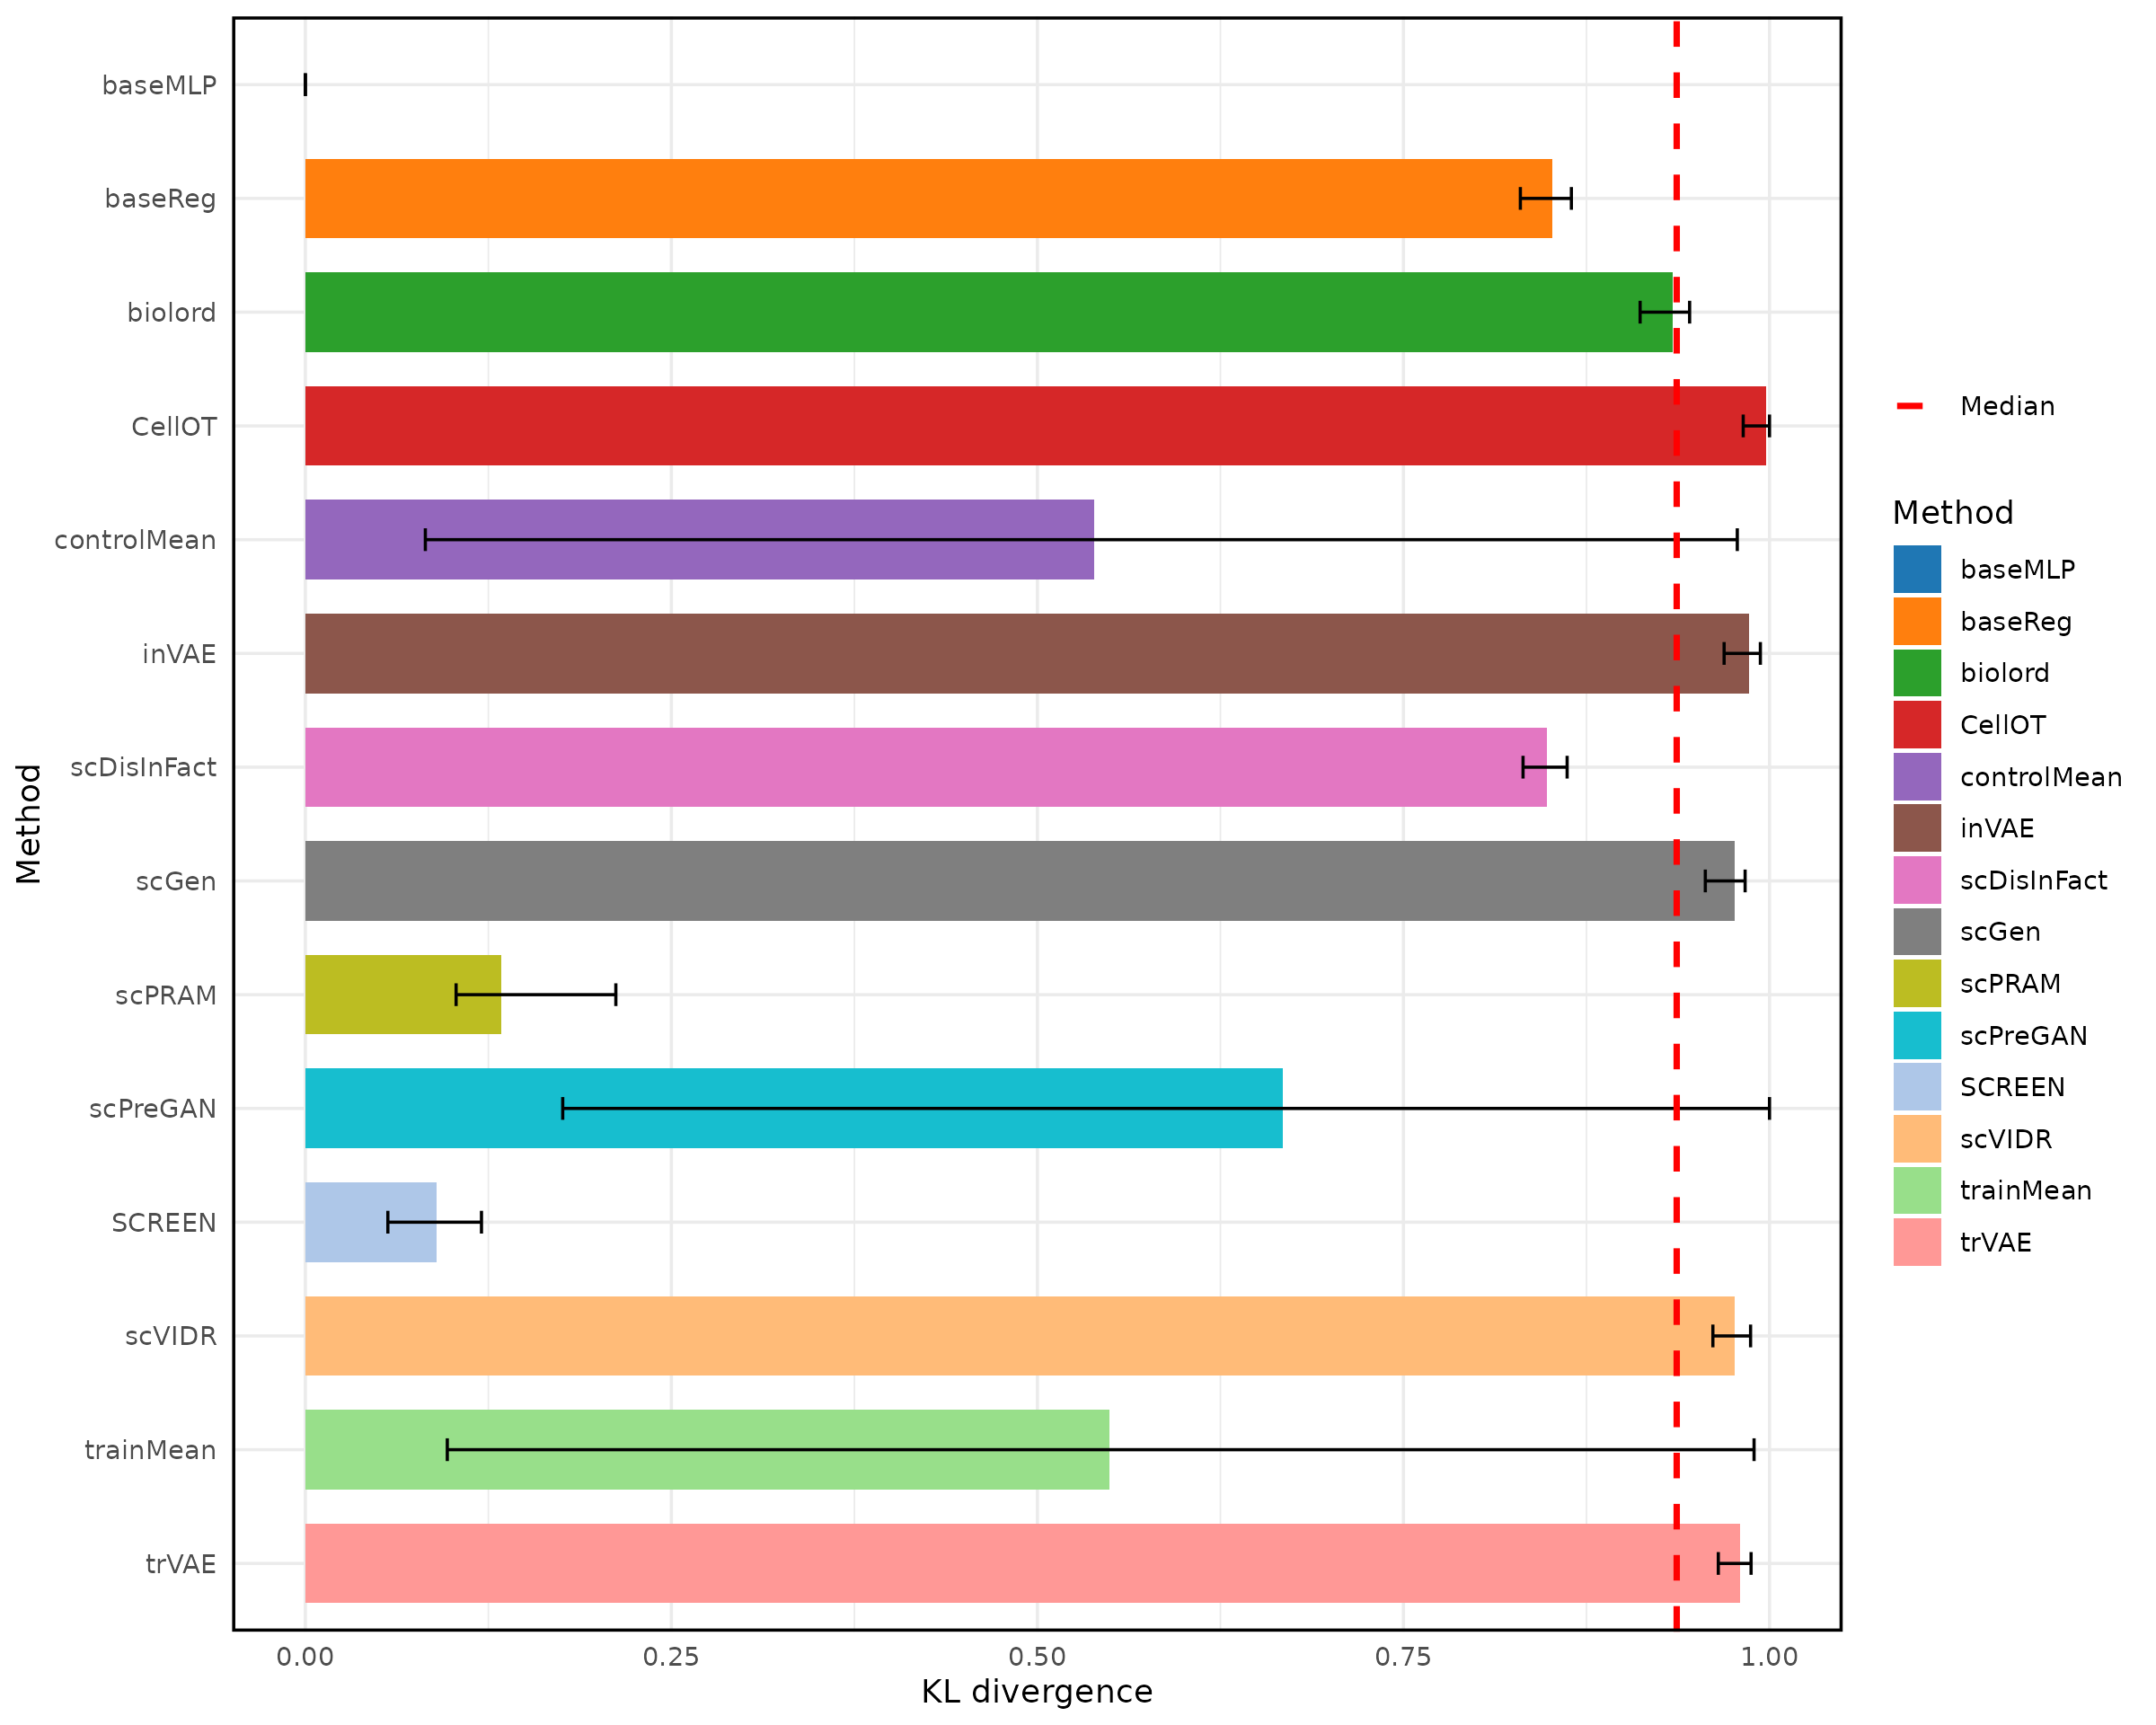 Method
baseMLP
baseReg
biolord
CellOT
controlMean
inVAE
scDisInFact
scGen
scPRAM
scPreGAN
SCREEN
scVIDR
trainMean
trVAE
0.00 0.25 0.50 0.75 1.00
KL divergence
Median
Method
baseMLP
baseReg
biolord
CellOT
controlMean
inVAE
scDisInFact
scGen
scPRAM
scPreGAN
SCREEN
scVIDR
trainMean
trVAE